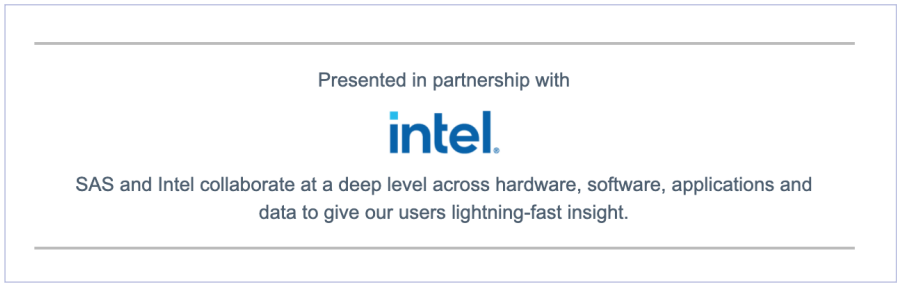 Presented in partnership with
intel.
SAS and Intel collaborate at a deep level across hardware, software, applications and
data to give our users lightning-fast insight.